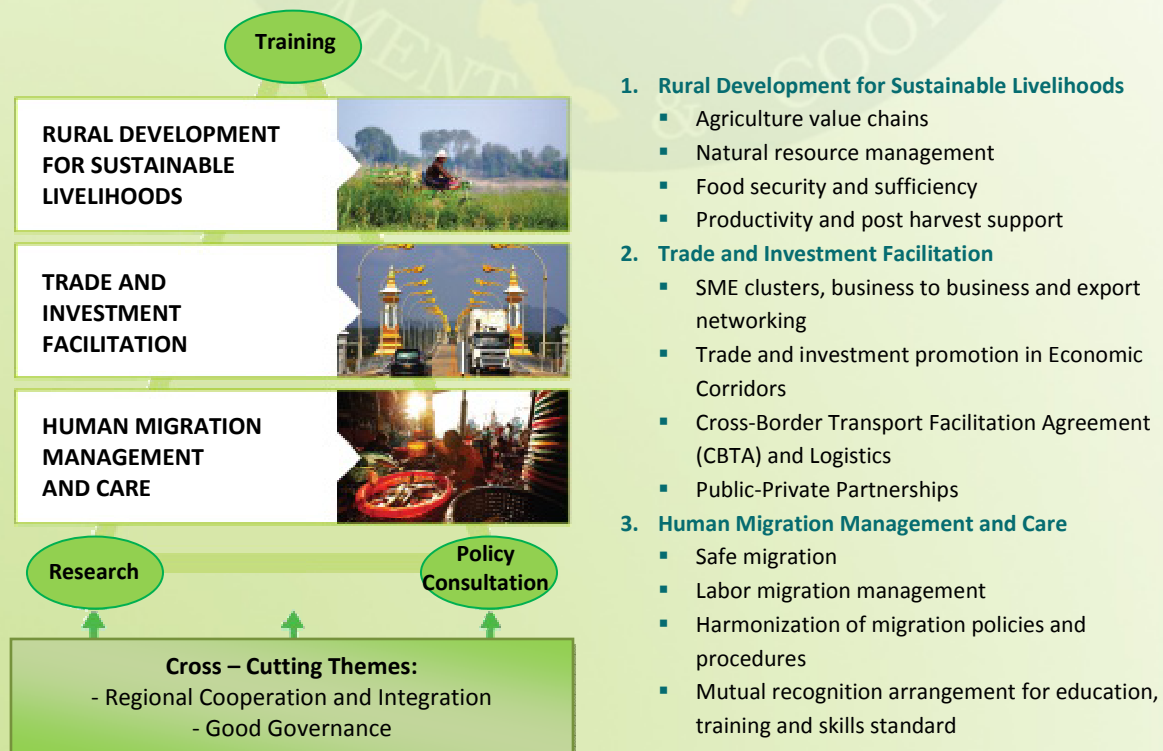 MENT & COO
Training
RURAL DEVELOPMENT
FOR SUSTAINABLE
LIVELIHOODS
TRADE AND
INVESTMENT
FACILITATION
HUMAN MIGRATION
MANAGEMENT
AND CARE
Research
Policy
Consultation
Cross – Cutting Themes:
- Regional Cooperation and Integration
- Good Governance
1. Rural Development for Sustainable Livelihoods
▪ Agriculture value chains
▪ Natural resource management
▪ Food security and sufficiency
▪ Productivity and post harvest support
2. Trade and Investment Facilitation
▪ SME clusters, business to business and export
networking
▪ Trade and investment promotion in Economic
Corridors
▪ Cross-Border Transport Facilitation Agreement
(CBTA) and Logistics
▪ Public-Private Partnerships
3. Human Migration Management and Care
▪ Safe migration
▪ Labor migration management
▪ Harmonization of migration policies and
procedures
▪ Mutual recognition arrangement for education,
training and skills standard